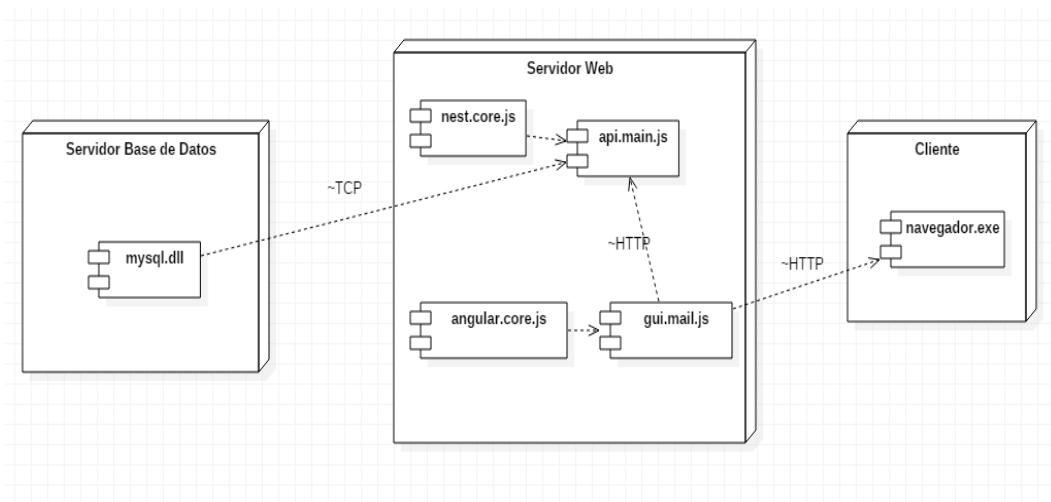 Servidor Base de Datos
mysql.dll
~TCP
Servidor Web
nest.core.js
api.main.js
~HTTP
angular.core.js
gui.mail.js
~HTTP
Cliente
navegador.exe